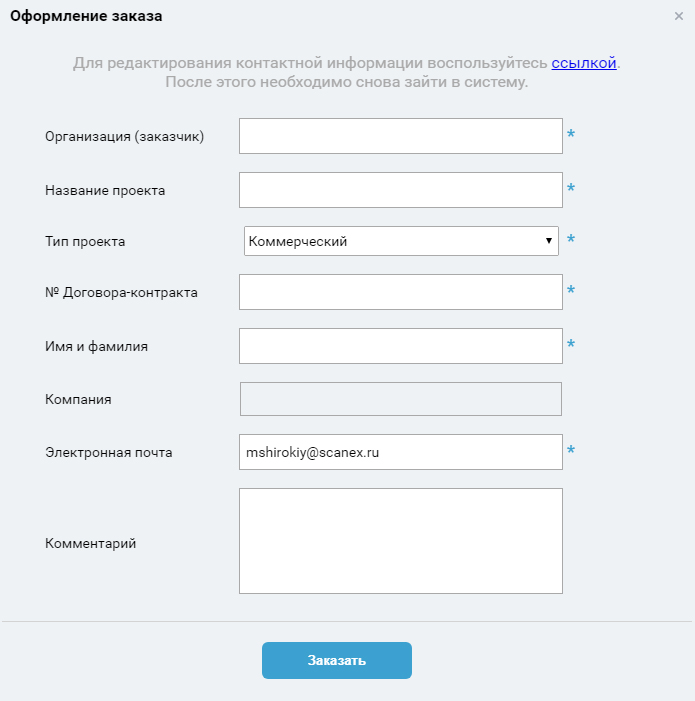 Оформление заказа
×
Для редактирования контактной информации воспользуйтесь ссылкой.
После этого необходимо снова зайти в систему.
Организация (заказчик) *
Название проекта *
Тип проекта Коммерческий ▼ *
№ Договора-контракта *
Имя и фамилия *
Компания
Электронная почта mshirokiy@scanex.ru *
Комментарий
Заказать